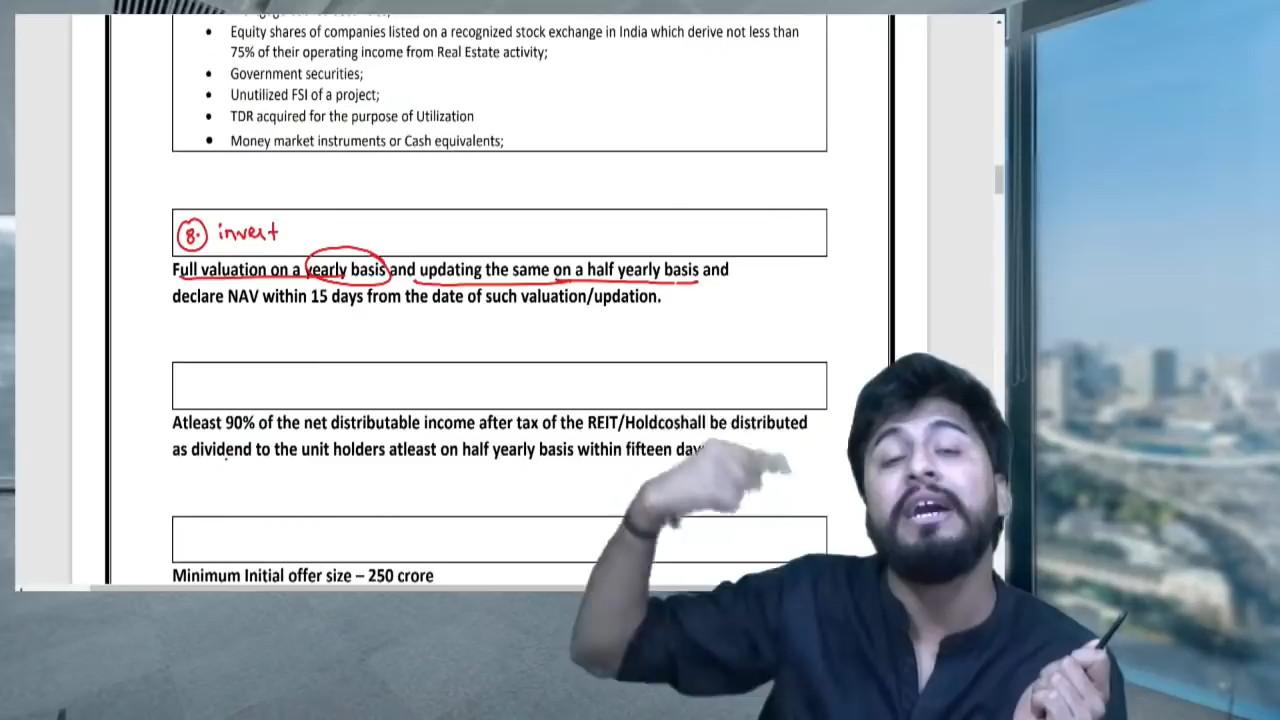 Equity shares of companies listed on a recognized stock exchange in India which derive not less than
75% of their operating income from Real Estate activity;
Government securities;
Unutilized FSI of a project;
TDR acquired for the purpose of Utilization
Money market instruments or Cash equivalents;
8. invest
Full valuation on a yearly basis and updating the same on a half yearly basis and
declare NAV within 15 days from the date of such valuation/updation.
Atleast 90% of the net distributable income after tax of the REIT/Holdcoshall be distributed
as dividend to the unit holders atleast on half yearly basis within fifteen
Minimum Initial offer size – 250 crore